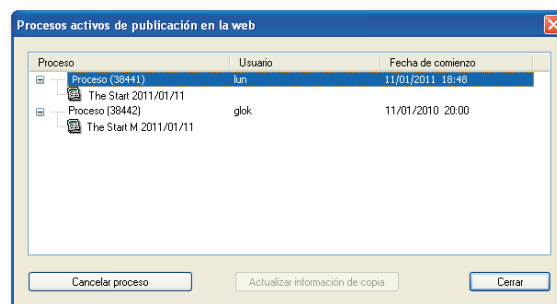 Procesos activos de publicación en la web
Proceso Usuario Fecha de comienzo
Proceso (38441) lun 11/01/2011 18:48
The Start 2011/01/11
Proceso (38442) glok 11/01/2010 20:00
The Start M 2011/01/11
Cancelar proceso Actualizar información de copia Cerrar